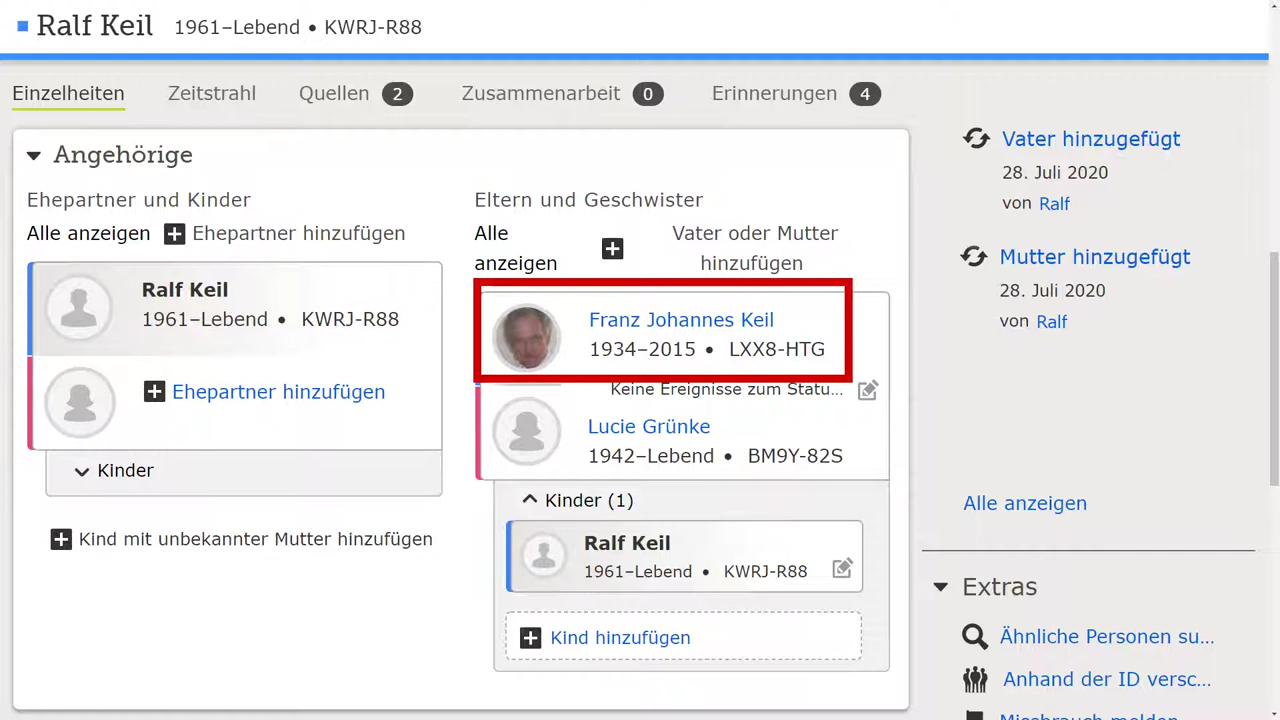 Ralf Keil 1961–Lebend • KWRJ-R88
Einzelheiten Zeitstrahl Quellen 2 Zusammenarbeit 0 Erinnerungen 4
Angehörige
Ehepartner und Kinder
Alle anzeigen Ehepartner hinzufügen
Ralf Keil
1961–Lebend • KWRJ-R88
Ehepartner hinzufügen
Kinder
Kind mit unbekannter Mutter hinzufügen
Eltern und Geschwister
Alle anzeigen
Vater oder Mutter
hinzufügen
Franz Johannes Keil
1934–2015 • LXX8-HTG
Keine Ereignisse zum Statu...
Lucie Grünke
1942–Lebend • BM9Y-82S
Kinder (1)
Ralf Keil
1961–Lebend • KWRJ-R88
Kind hinzufügen
Vater hinzugefügt
28. Juli 2020
von Ralf
Mutter hinzugefügt
28. Juli 2020
von Ralf
Alle anzeigen
Extras
Ähnliche Personen su...
Anhand der ID versc...
Missbrauch melden